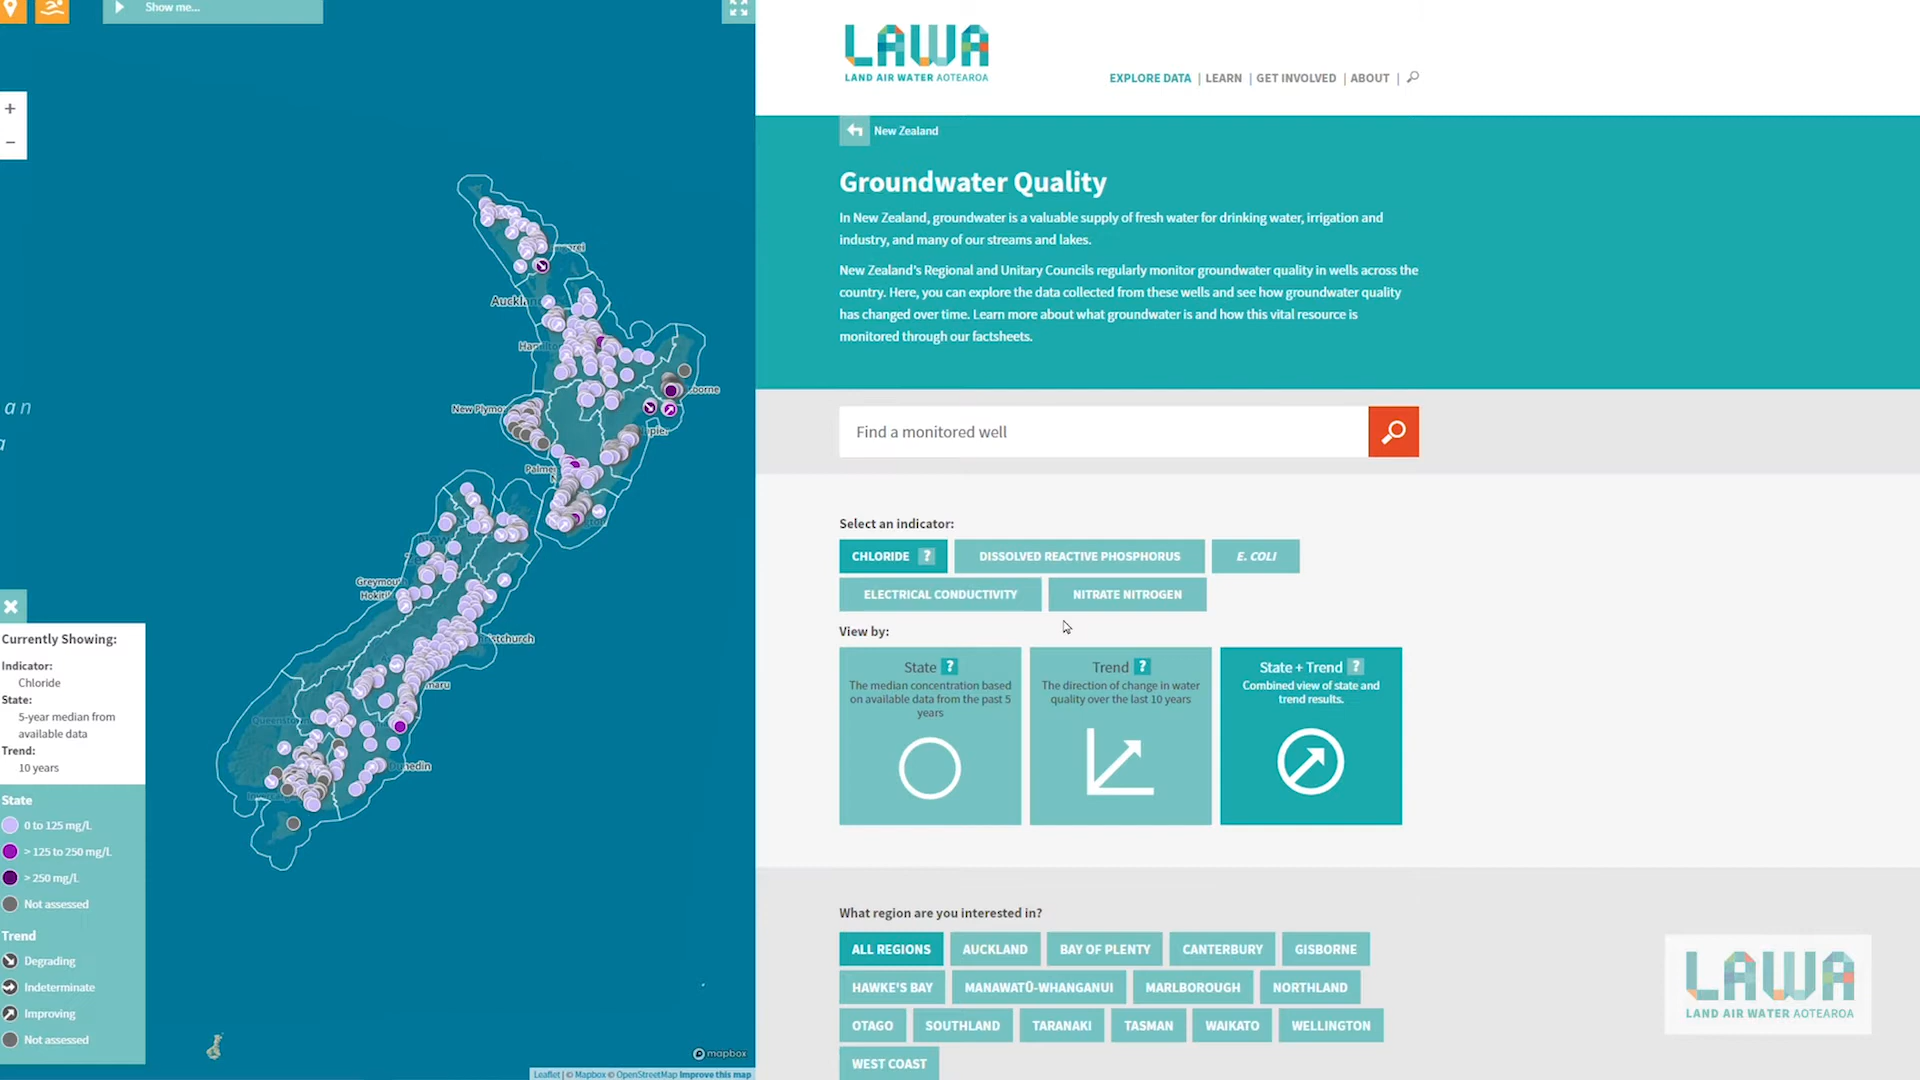 Show me...
+
−
LAWA
LAND AIR WATER AOTEAROA
EXPLORE DATA | LEARN | GET INVOLVED | ABOUT |
New Zealand
Groundwater Quality
In New Zealand, groundwater is a valuable supply of fresh water for drinking water, irrigation and
industry, and many of our streams and lakes.
New Zealand's Regional and Unitary Councils regularly monitor groundwater quality in wells across the
country. Here, you can explore the data collected from these wells and see how groundwater quality
has changed over time. Learn more about what groundwater is and how this vital resource is
monitored through our factsheets.
Find a monitored well
Select an indicator:
CHLORIDE ?
DISSOLVED REACTIVE PHOSPHORUS
E. COLI
ELECTRICAL CONDUCTIVITY
NITRATE NITROGEN
View by:
State ?
The median concentration based
on available data from the past 5
years
Trend ?
The direction of change in water
quality over the last 10 years
State + Trend ?
Combined view of state and
trend results.
What region are you interested in?
ALL REGIONS
AUCKLAND
BAY OF PLENTY
CANTERBURY
GISBORNE
HAWKE'S BAY
MANAWATŪ-WHANGANUI
MARLBOROUGH
NORTHLAND
OTAGO
SOUTHLAND
TARANAKI
TASMAN
WAIKATO
WELLINGTON
WEST COAST
LAWA
LAND AIR WATER AOTEAROA
an
a
Greymouth
Dunedin
Currently Showing:
Indicator:
Chloride
State:
5-year median from
available data
Trend:
10 years
State
0 to 125 mg/L
> 125 to 250 mg/L
> 250 mg/L
Not assessed
Trend
Degrading
Indeterminate
Improving
Not assessed
mapbox
Leaflet | © Mapbox © OpenStreetMap Improve this map